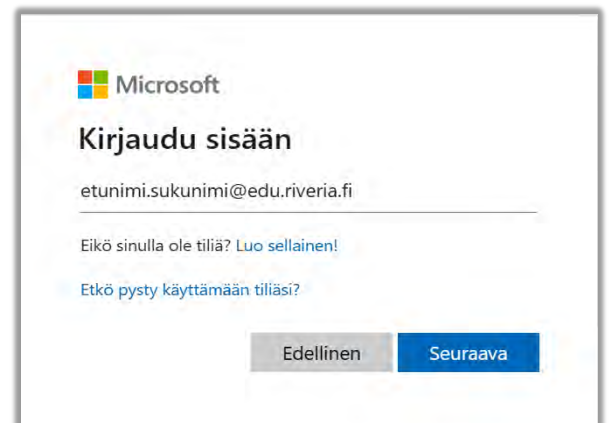 Microsoft
Kirjaudu sisään
etunimi.sukunimi@edu.riveria.fi
Eikö sinulla ole tiliä? Luo sellainen!
Etkö pysty käyttämään tiliäsi?
Edellinen Seuraava